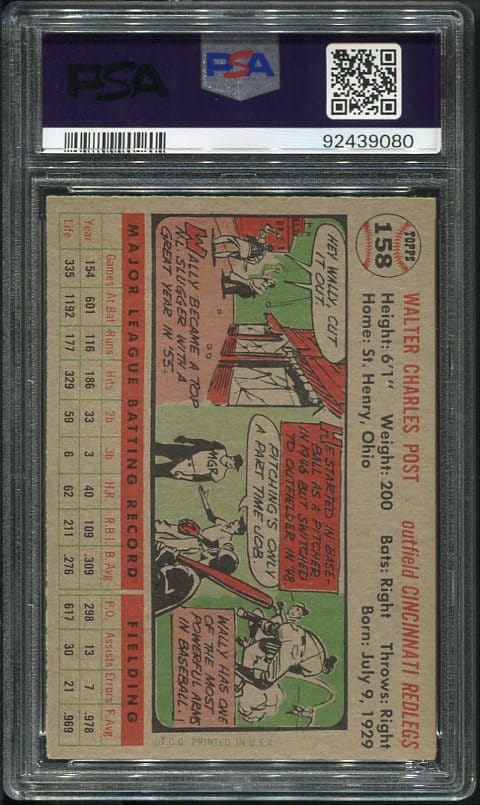 PSA
PSA
92439080
TOPPS
158
WALTER CHARLES POST outfield CINCINNATI REDLEGS
Height: 6'1" Weight: 200 Bats: Right Throws: Right
Home: St. Henry, Ohio Born: July 9, 1929
HEY WALLY, CUT
IT OUT.
WALLY BECAME A TOP
N.L. SLUGGER WITH A
GREAT YEAR IN '55.
HE STARTED IN BASE-
BALL AS A PITCHER
IN 1946 BUT SWITCHED
TO OUTFIELDER IN '48.
PITCHING'S ONLY
A PART TIME JOB.
MGR.
WALLY HAS ONE
OF THE MOST
POWERFUL ARMS
IN BASEBALL!
MAJOR LEAGUE BATTING RECORD FIELDING
Games At Bat Runs Hits 2b 3b H.R. R.B.I. B.Avg. P.O. Assists Errors F.Avg.
Year 154 601 116 186 33 3 40 109 .309 298 13 7 .978
Life 335 1192 177 329 59 6 62 211 .276 617 30 21 .969
©T.C.G. PRINTED IN U.S.A.